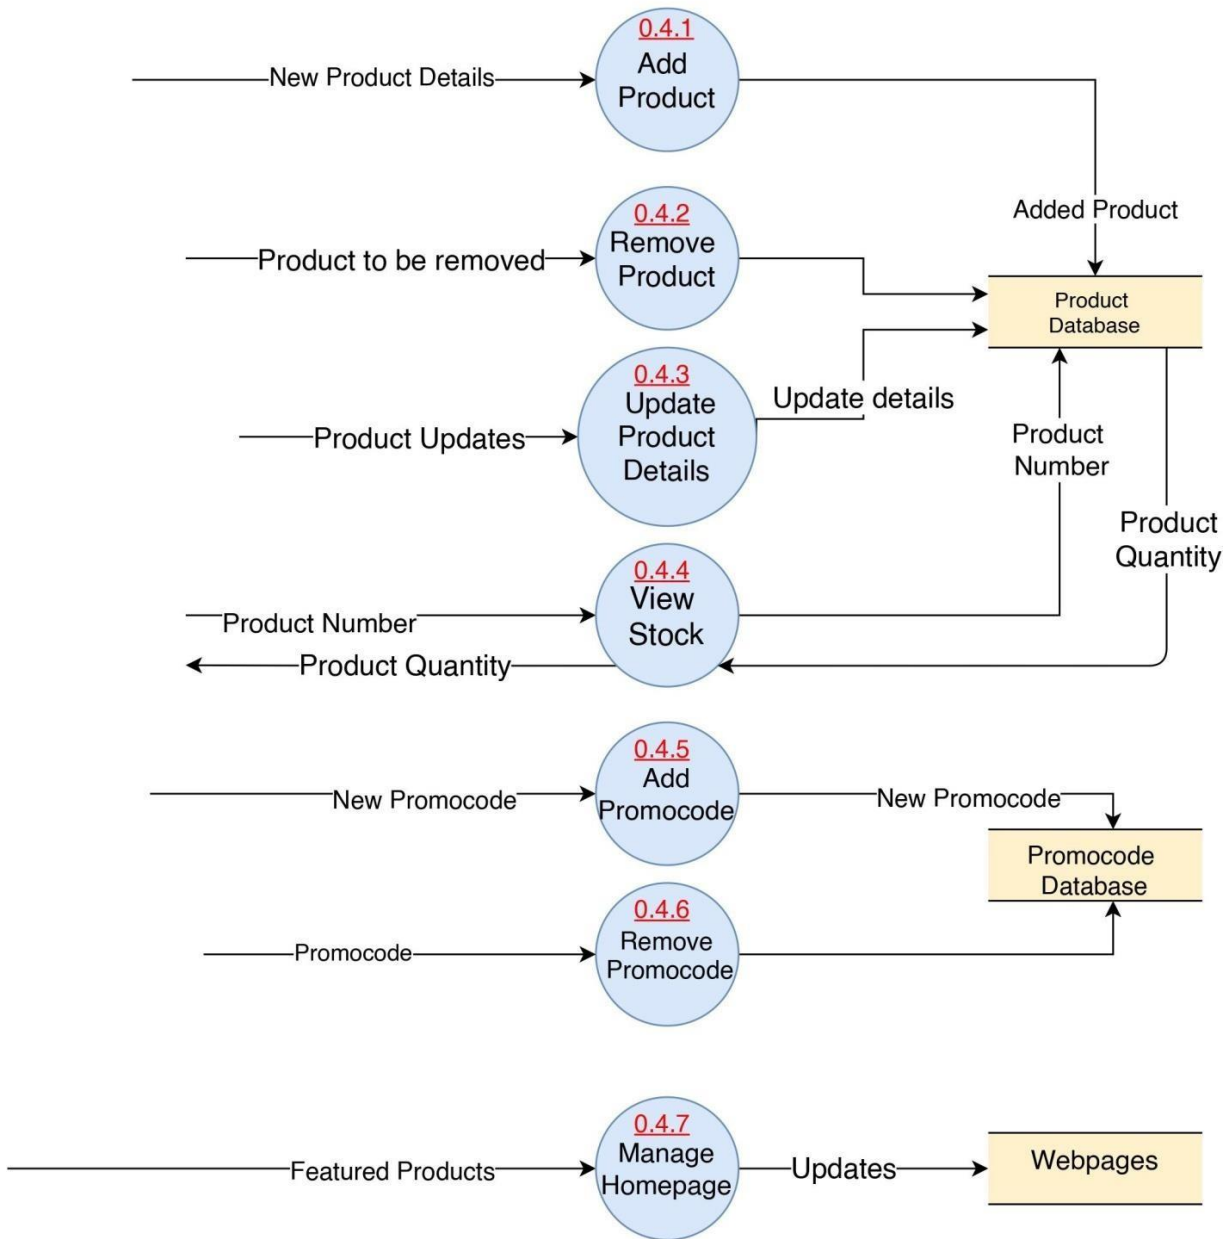 0.4.1
Add
Product
New Product Details
Added Product
0.4.2
Remove
Product
Product to be removed
Product
Database
0.4.3
Update
Product
Details
Product Updates
Update details
Product
Number
Product
Quantity
0.4.4
View
Stock
Product Number
Product Quantity
0.4.5
Add
Promocode
New Promocode
New Promocode
Promocode
Database
0.4.6
Remove
Promocode
Promocode
0.4.7
Manage
Homepage
Featured Products
Updates
Webpages